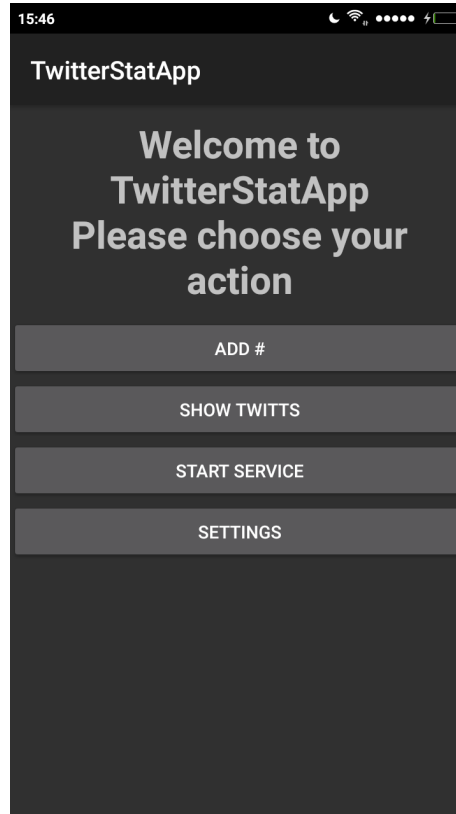 15:46
TwitterStatApp
Welcome to
TwitterStatApp
Please choose your
action
ADD #
SHOW TWITTS
START SERVICE
SETTINGS